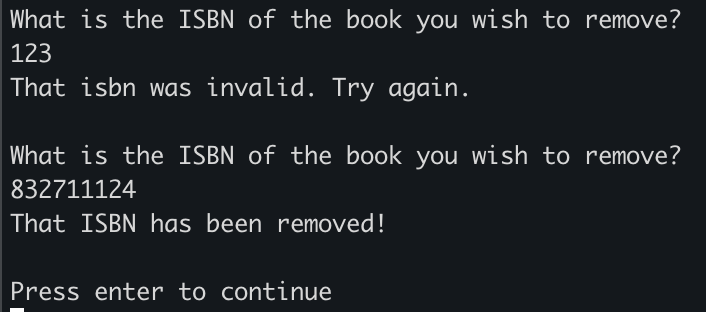 What is the ISBN of the book you wish to remove?
123
That isbn was invalid. Try again.
What is the ISBN of the book you wish to remove?
832711124
That ISBN has been removed!
Press enter to continue